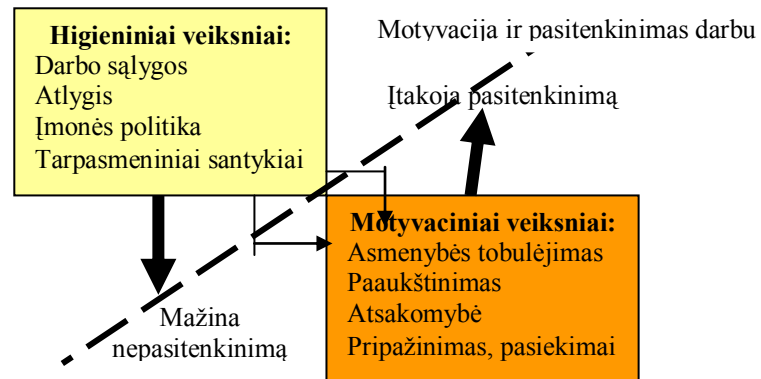 Higieniniai veiksniai:
Darbo sąlygos
Atlygis
Įmonės politika
Tarpasmeniniai santykiai
Motyvacija ir pasitenkinimas darbu
Įtakoja pasitenkinimą
Motyvaciniai veiksniai:
Asmenybės tobulėjimas
Paaukštinimas
Atsakomybė
Pripažinimas, pasiekimai
Mažina
nepasitenkinimą